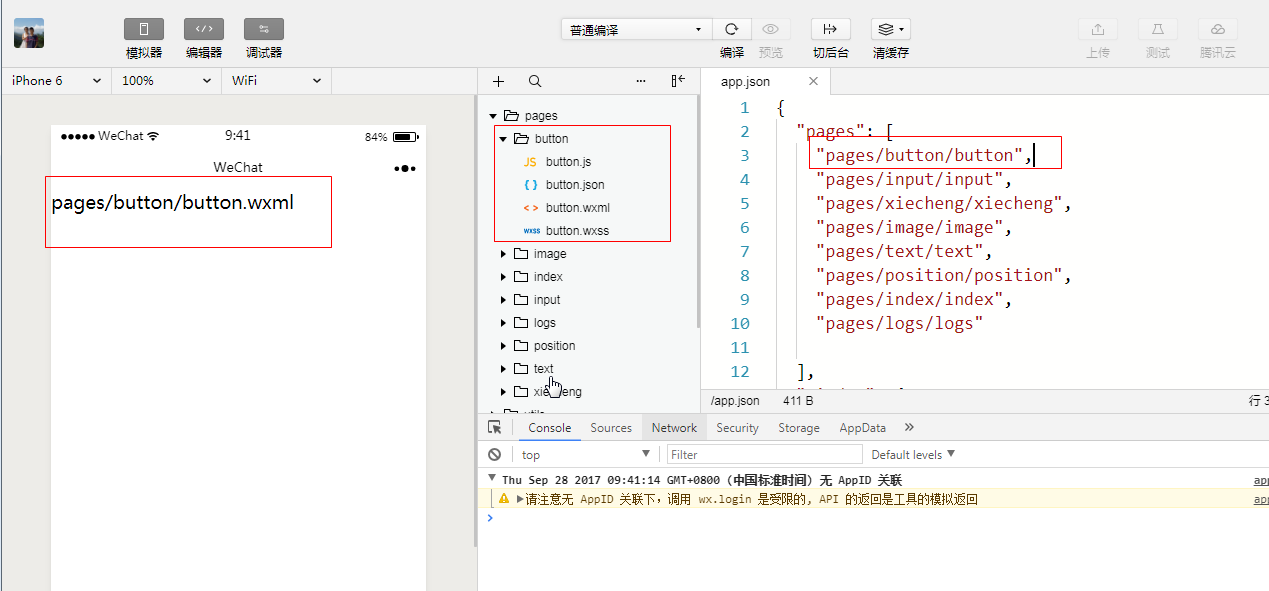 模拟器 编辑器 调试器 普通编译 编译 预览 切后台 清缓存 上传 测试 腾讯云
iPhone 6 100% WiFi
WeChat 9:41 84%
WeChat
pages/button/button.wxml
pages
button
JS button.js
{ } button.json
< > button.wxml
wxss button.wxss
image
index
input
logs
position
text
app.json
1 {
2 "pages": [
3 "pages/button/button",
4 "pages/input/input",
5 "pages/xiecheng/xiecheng",
6 "pages/image/image",
7 "pages/text/text",
8 "pages/position/position",
9 "pages/index/index",
10 "pages/logs/logs"
11
12 ],
/app.json 411 B 行 3
Console Sources Network Security Storage AppData
top Filter Default levels
Thu Sep 28 2017 09:41:14 GMT+0800 (中国标准时间) 无 AppID 关联
请注意无 AppID 关联下，调用 wx.login 是受限的, API 的返回是工具的模拟返回